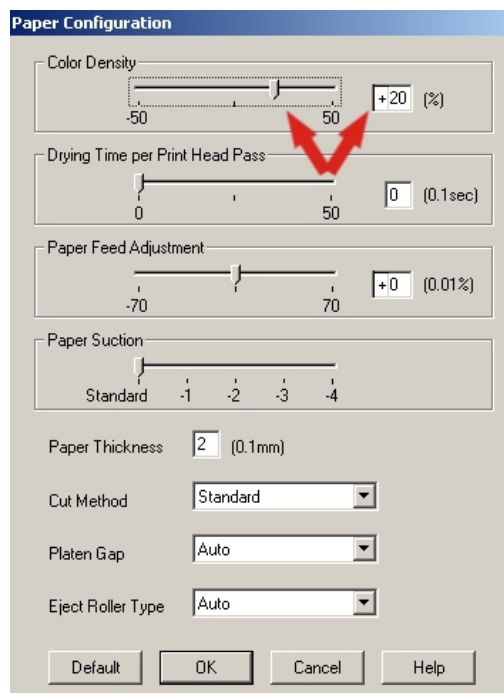 Paper Configuration
Color Density
-50 50 +20 (%)
Drying Time per Print Head Pass
0 50 0 (0.1sec)
Paper Feed Adjustment
-70 70 +0 (0.01%)
Paper Suction
Standard -1 -2 -3 -4
Paper Thickness 2 (0.1mm)
Cut Method Standard
Platen Gap Auto
Eject Roller Type Auto
Default OK Cancel Help